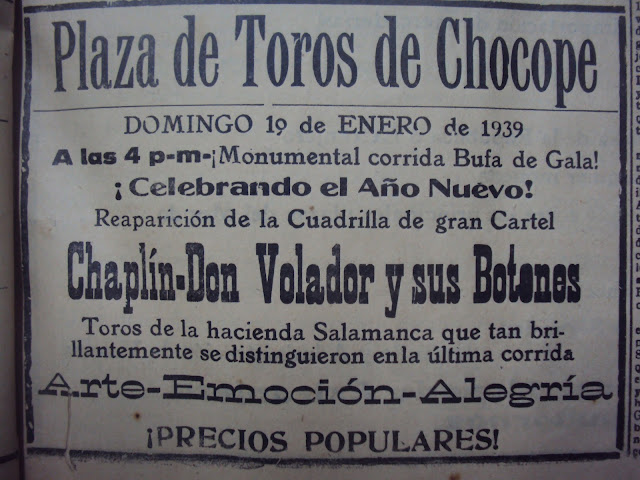 Plaza de Toros de Chocope
DOMINGO 19 de ENERO de 1939
A las 4 p-m-¡Monumental corrida Bufa de Gala!
¡Celebrando el Año Nuevo!
Reaparición de la Cuadrilla de gran Cartel
Chaplín-Don Volador y sus Botones
Toros de la hacienda Salamanca que tan bri-
llantemente se distinguieron en la última corrida
Arte-Emoción-Alegría
¡PRECIOS POPULARES!